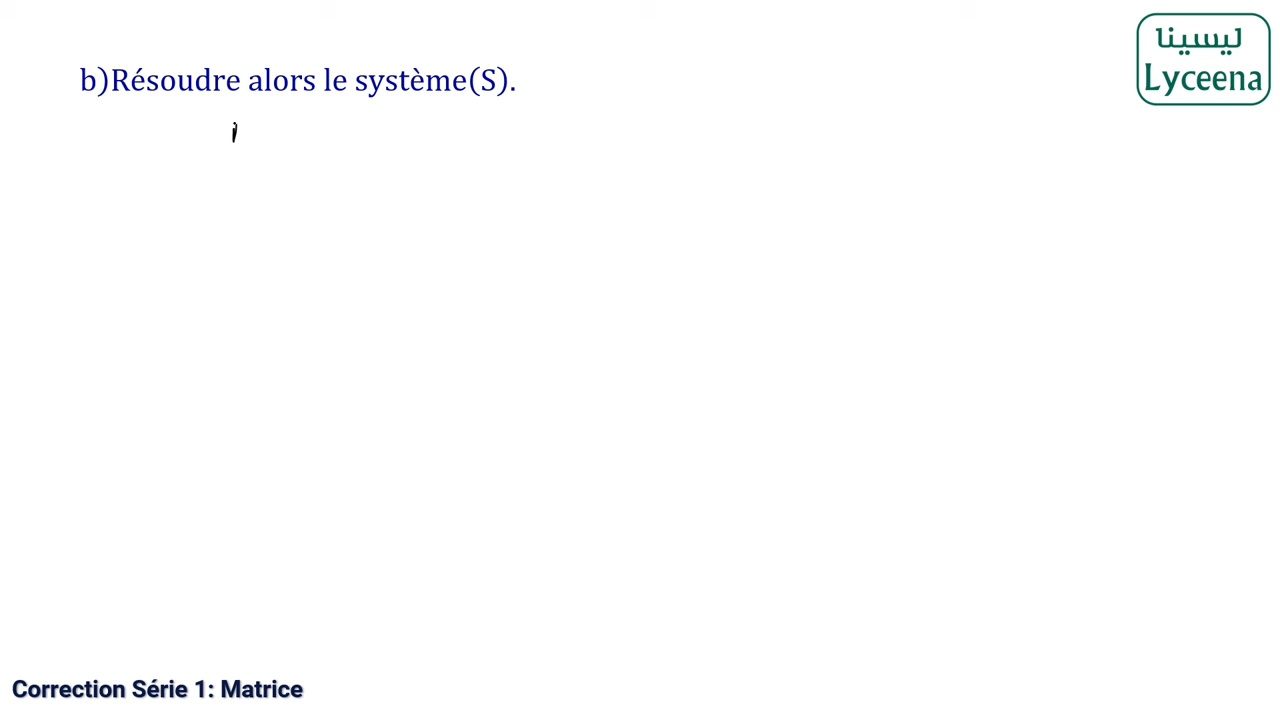 ليسينا
Lyceena
b)Résoudre alors le système(S).
Correction Série 1: Matrice